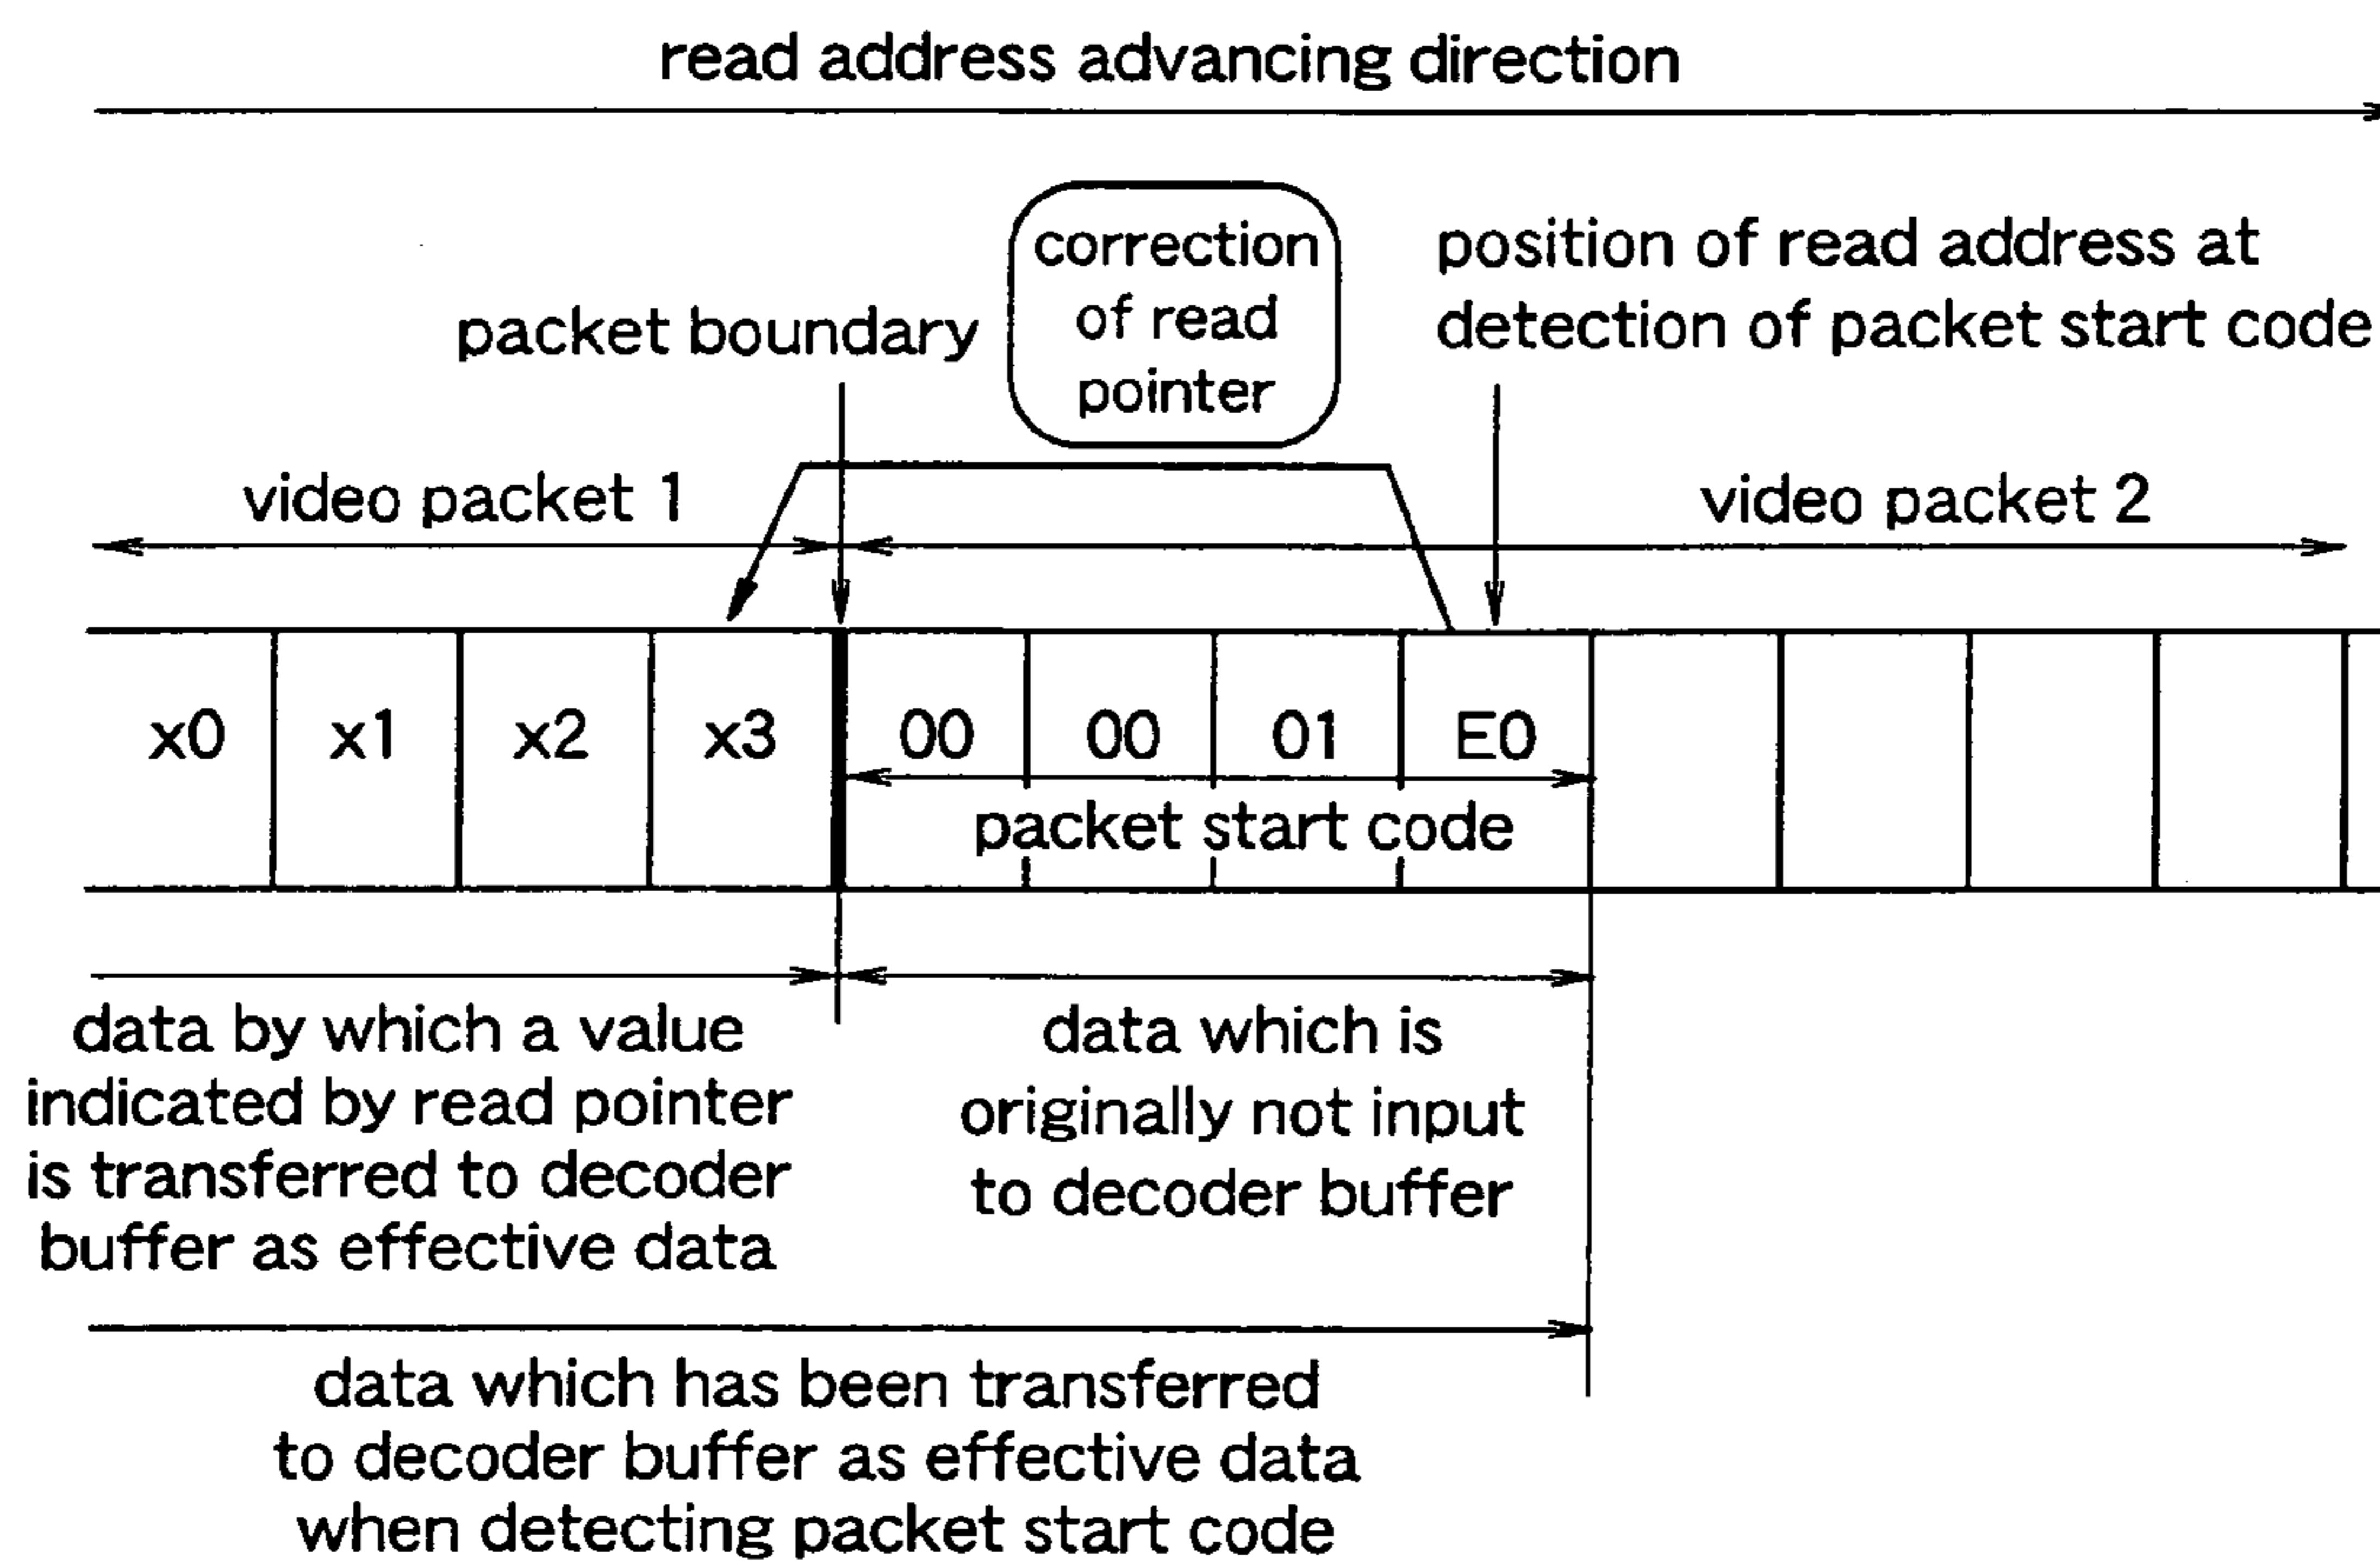 read address advancing direction
correction
of read
pointer
position of read address at
detection of packet start code
packet boundary
video packet 1
video packet 2
x0 x1 x2 x3 00 00 01 E0
packet start code
data by which a value
indicated by read pointer
is transferred to decoder
buffer as effective data
data which is
originally not input
to decoder buffer
data which has been transferred
to decoder buffer as effective data
when detecting packet start code